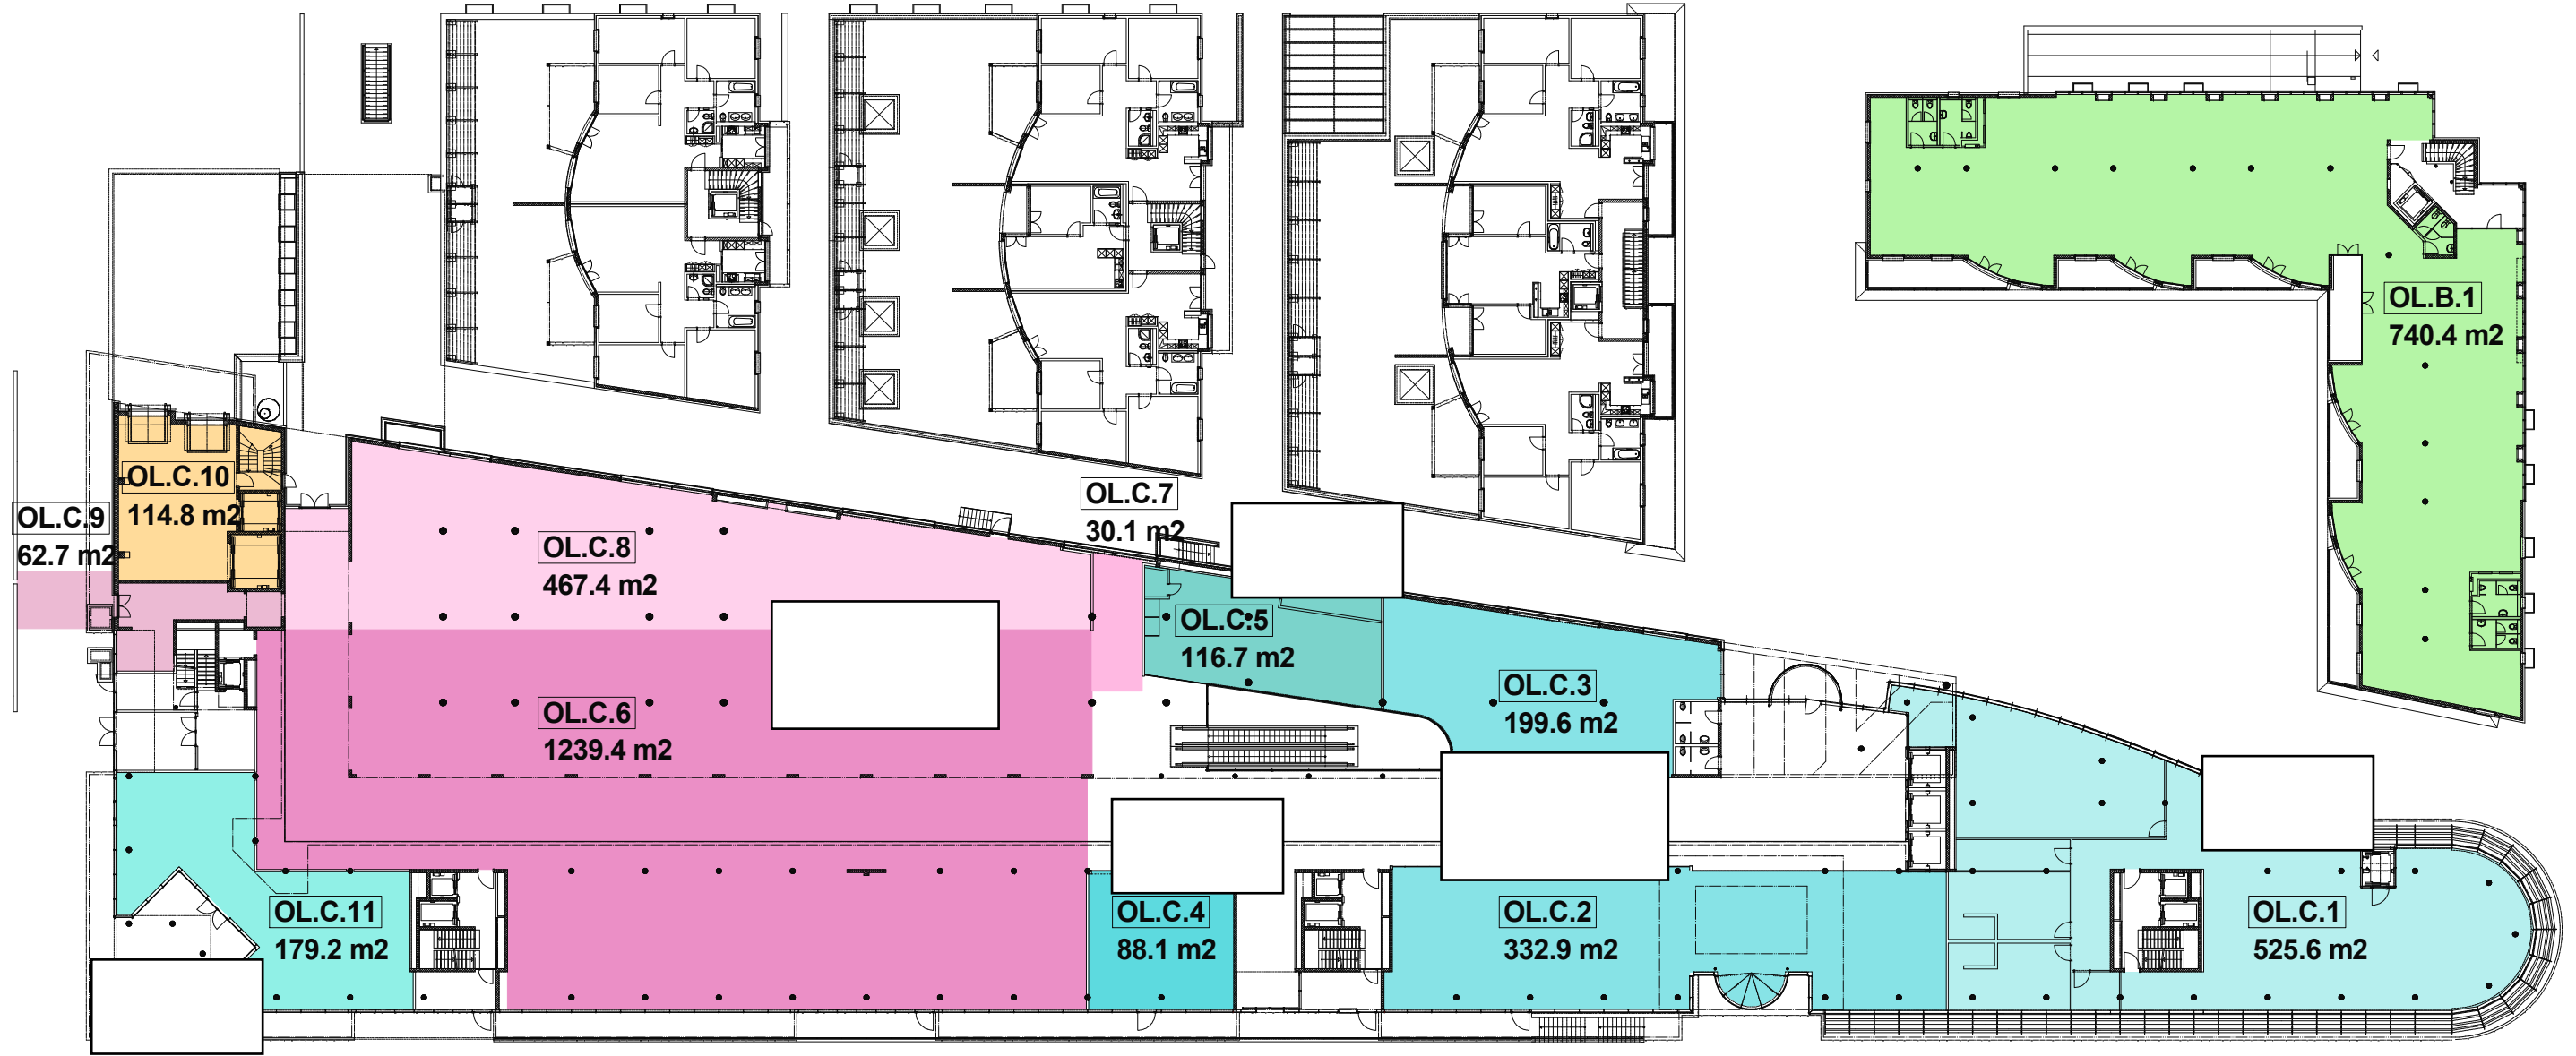 OL.B.1
740.4 m2
OL.C.10
114.8 m2
OL.C.9
62.7 m2
OL.C.7
30.1 m2
OL.C.8
467.4 m2
OL.C.5
116.7 m2
OL.C.3
199.6 m2
OL.C.6
1239.4 m2
OL.C.11
179.2 m2
OL.C.4
88.1 m2
OL.C.2
332.9 m2
OL.C.1
525.6 m2